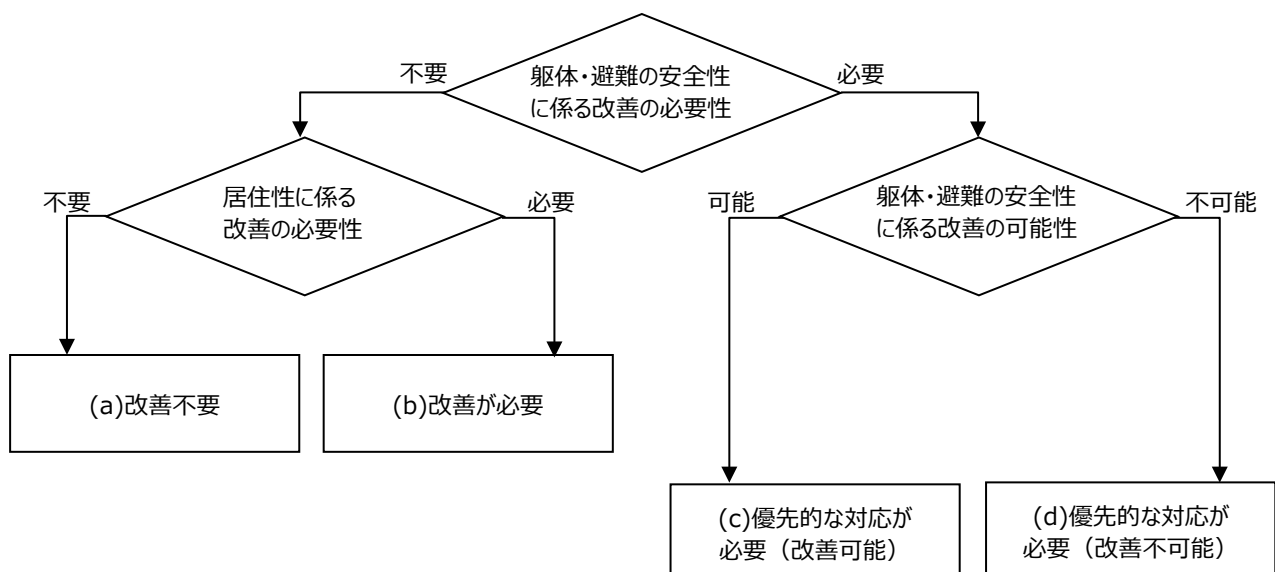 不要
躯体・避難の安全性
に係る改善の必要性
必要
不要
居住性に係る
改善の必要性
必要
可能
躯体・避難の安全性
に係る改善の可能性
不可能
(a)改善不要
(b)改善が必要
(c)優先的な対応が
必要（改善可能）
(d)優先的な対応が
必要（改善不可能）